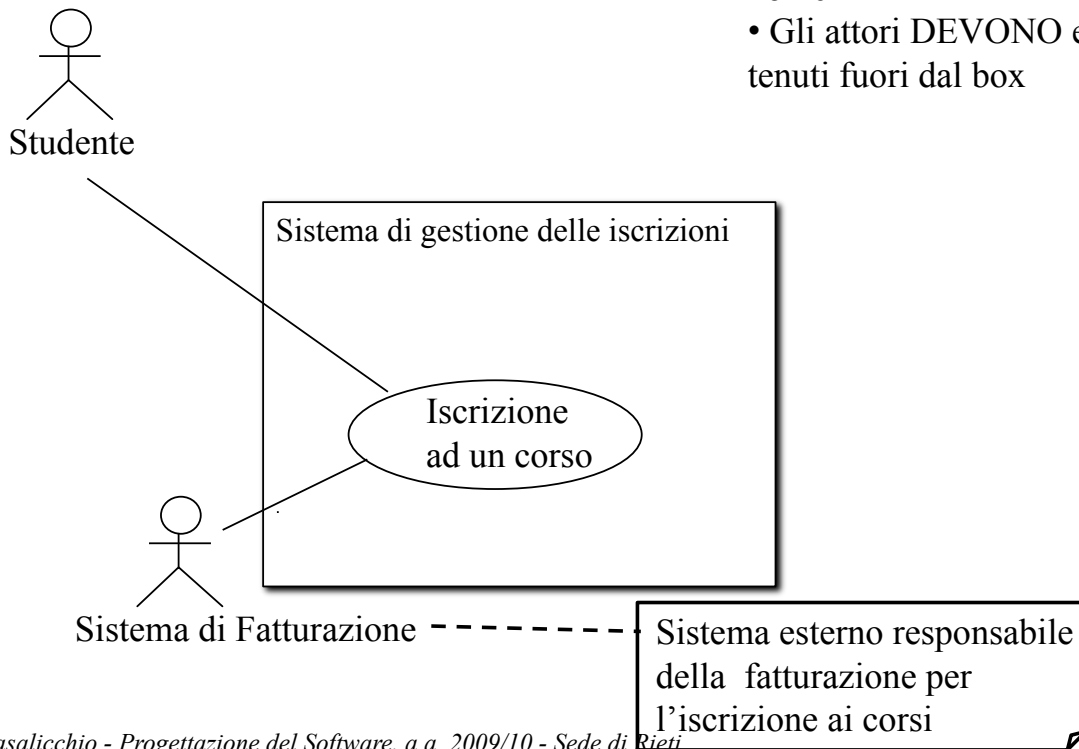 • Gli attori DEVONO
tenuti fuori dal box
Studente
Sistema di gestione delle iscrizioni
Iscrizione
ad un corso
Sistema di Fatturazione
Sistema esterno responsabile
della fatturazione per
l’iscrizione ai corsi
- Progettazione del Software, a.a. 2009/10 - Sede di Rieti